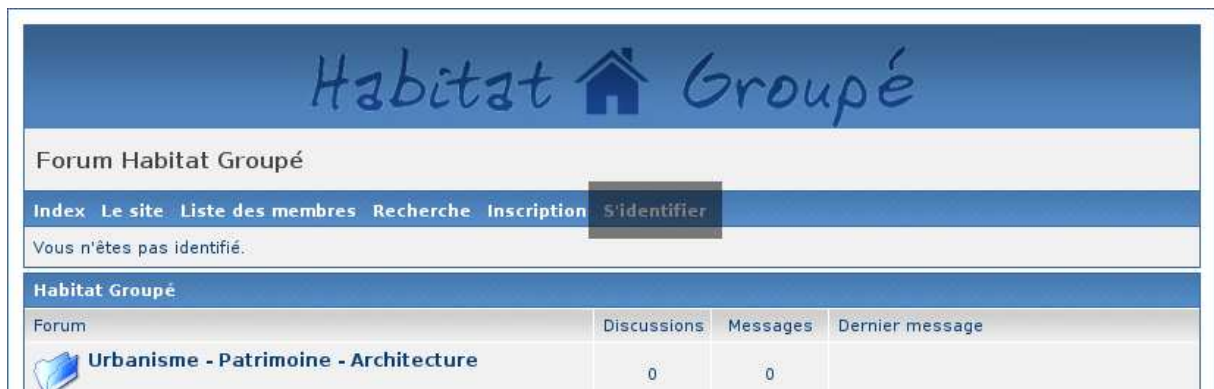 Habitat Groupé
Forum Habitat Groupé
Index Le site Liste des membres Recherche Inscription S'identifier
Vous n'êtes pas identifié.
Habitat Groupé
Forum Discussions Messages Dernier message
Urbanisme - Patrimoine - Architecture 0 0